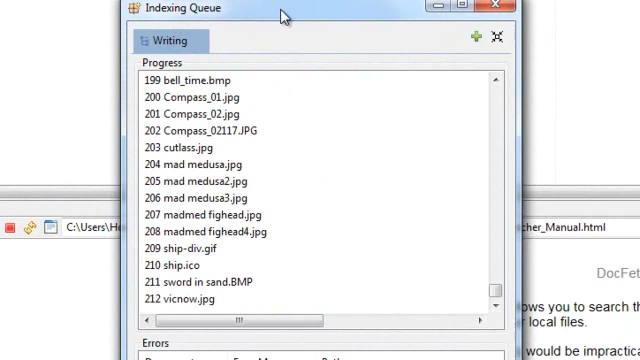 Indexing Queue
Writing
Progress
199 bell_time.bmp
200 Compass_01.jpg
201 Compass_02.jpg
202 Compass_02117.JPG
203 cutlass.jpg
204 mad medusa.jpg
205 mad medusa2.jpg
206 mad medusa3.jpg
207 madmed fighead.jpg
208 madmed fighead4.jpg
209 ship-div.gif
210 ship.ico
211 sword in sand.BMP
212 vicnow.jpg
C:\Users\Ho
cher_Manual.html
DocFet
ows you to search th
r local files.
Errors
would be impractica